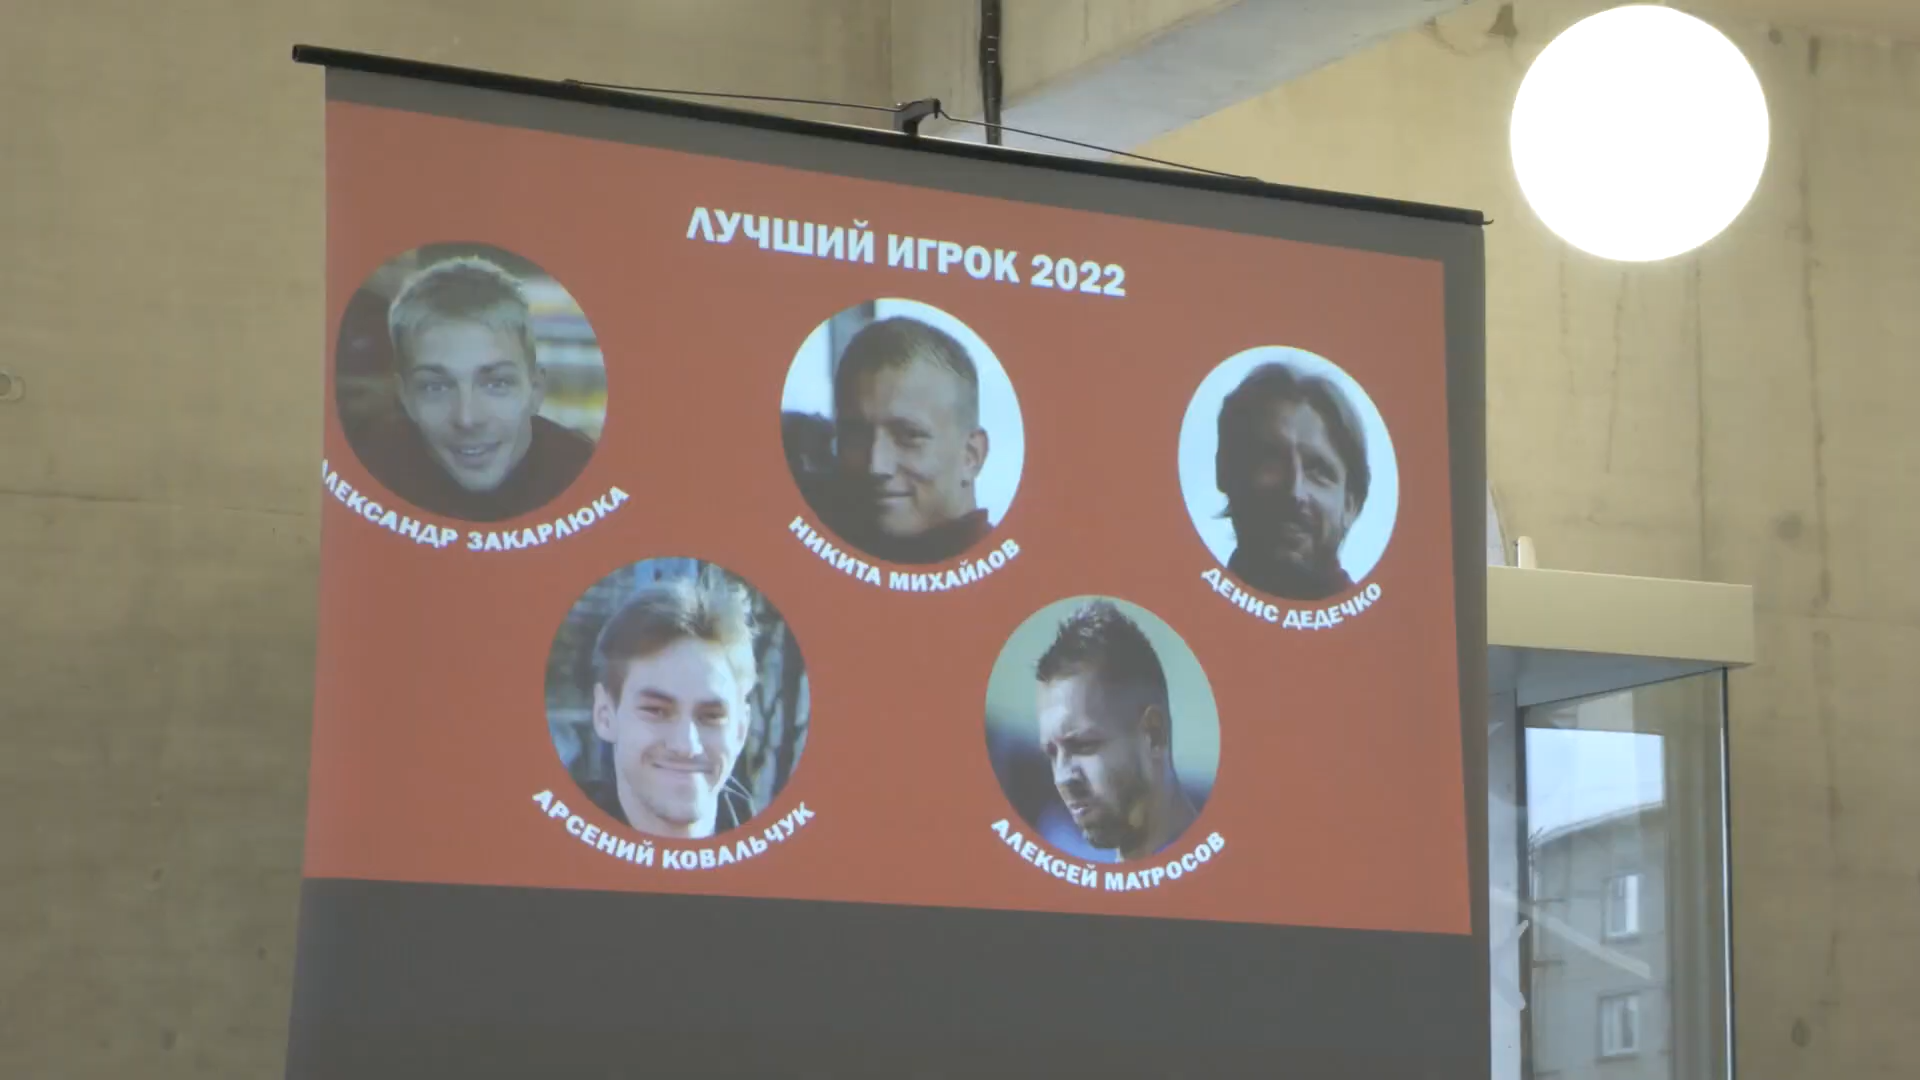 ЛУЧШИЙ ИГРОК 2022
АЛЕКСАНДР ЗАКАРЛЮКА
НИКИТА МИХАЙЛОВ
ДЕНИС ДЕДЕЧКО
АРСЕНИЙ КОВАЛЬЧУК
АЛЕКСЕЙ МАТРОСОВ